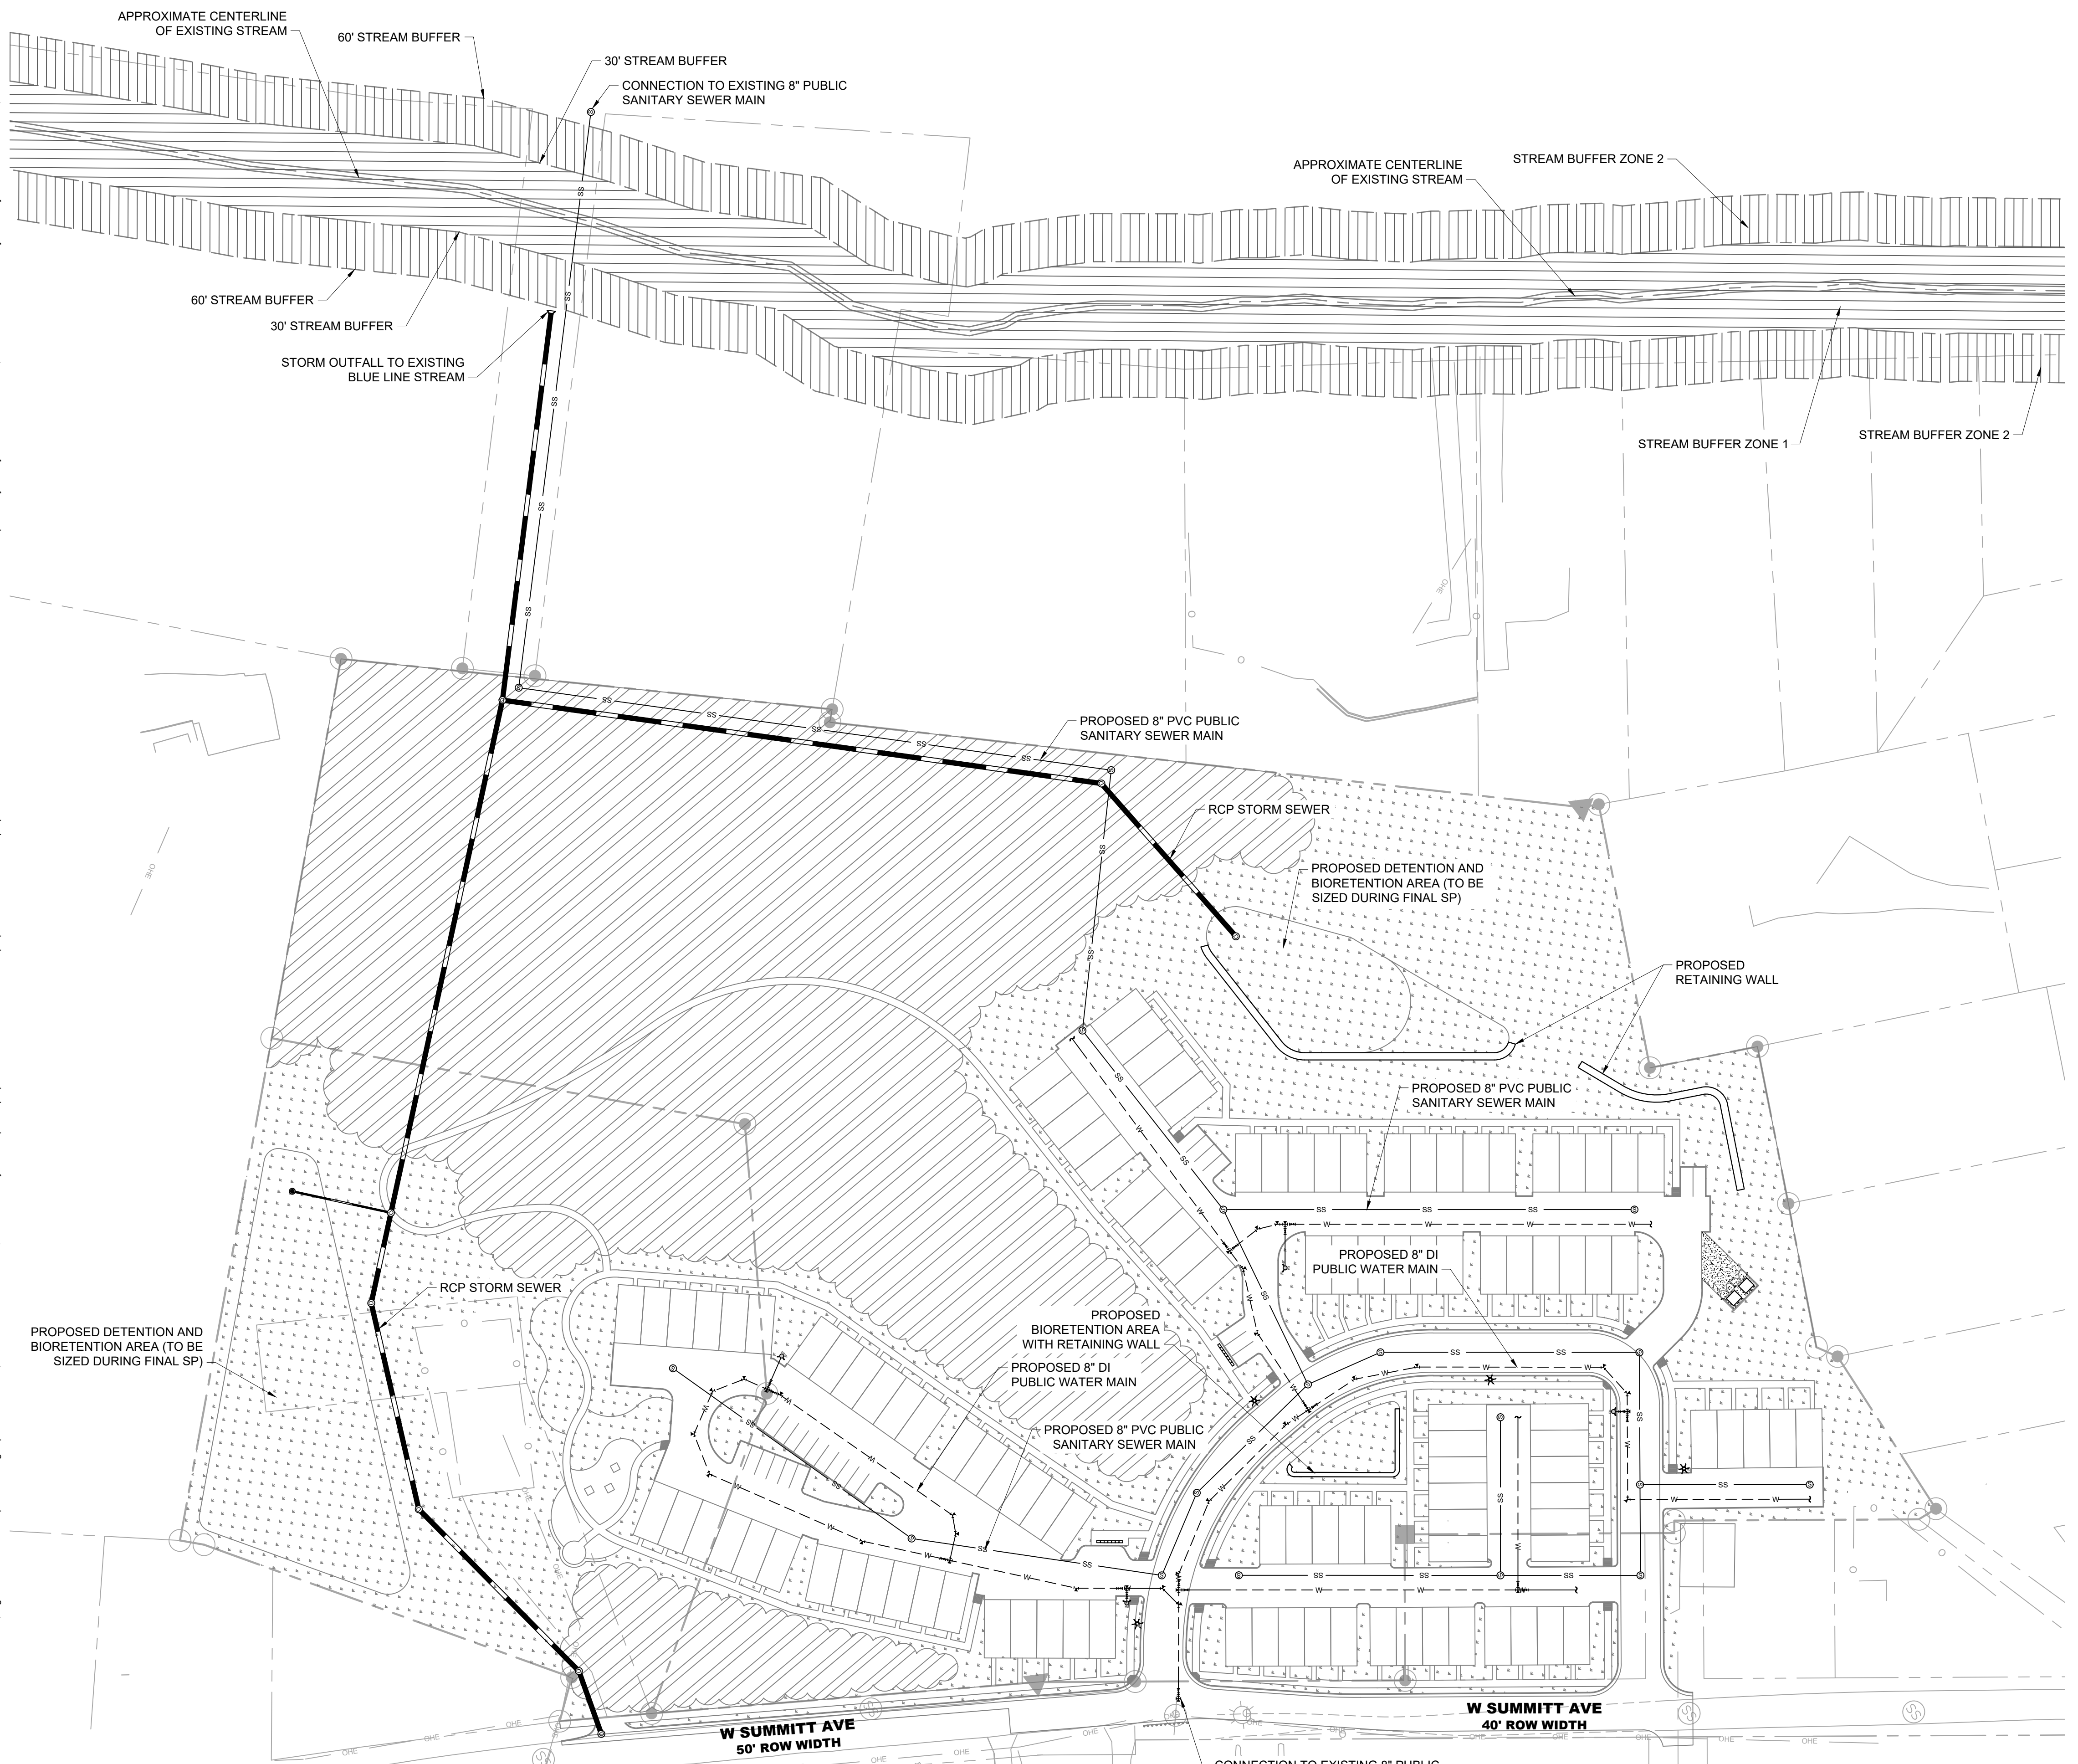 APPROXIMATE CENTERLINE
OF EXISTING STREAM
60' STREAM BUFFER
30' STREAM BUFFER
CONNECTION TO EXISTING 8" PUBLIC
SANITARY SEWER MAIN
APPROXIMATE CENTERLINE
OF EXISTING STREAM
STREAM BUFFER ZONE 2
60' STREAM BUFFER
30' STREAM BUFFER
STORM OUTFALL TO EXISTING
BLUE LINE STREAM
STREAM BUFFER ZONE 1
STREAM BUFFER ZONE 2
PROPOSED 8" PVC PUBLIC
SANITARY SEWER MAIN
RCP STORM SEWER
PROPOSED DETENTION AND
BIORETENTION AREA (TO BE
SIZED DURING FINAL SP)
PROPOSED
RETAINING WALL
PROPOSED 8" PVC PUBLIC
SANITARY SEWER MAIN
PROPOSED 8" DI
PUBLIC WATER MAIN
RCP STORM SEWER
PROPOSED
BIORETENTION AREA
WITH RETAINING WALL
PROPOSED DETENTION AND
BIORETENTION AREA (TO BE
SIZED DURING FINAL SP)
PROPOSED 8" DI
PUBLIC WATER MAIN
PROPOSED 8" PVC PUBLIC
SANITARY SEWER MAIN
W SUMMITT AVE
50' ROW WIDTH
W SUMMITT AVE
40' ROW WIDTH
CONNECTION TO EXISTING 8" PUBLIC